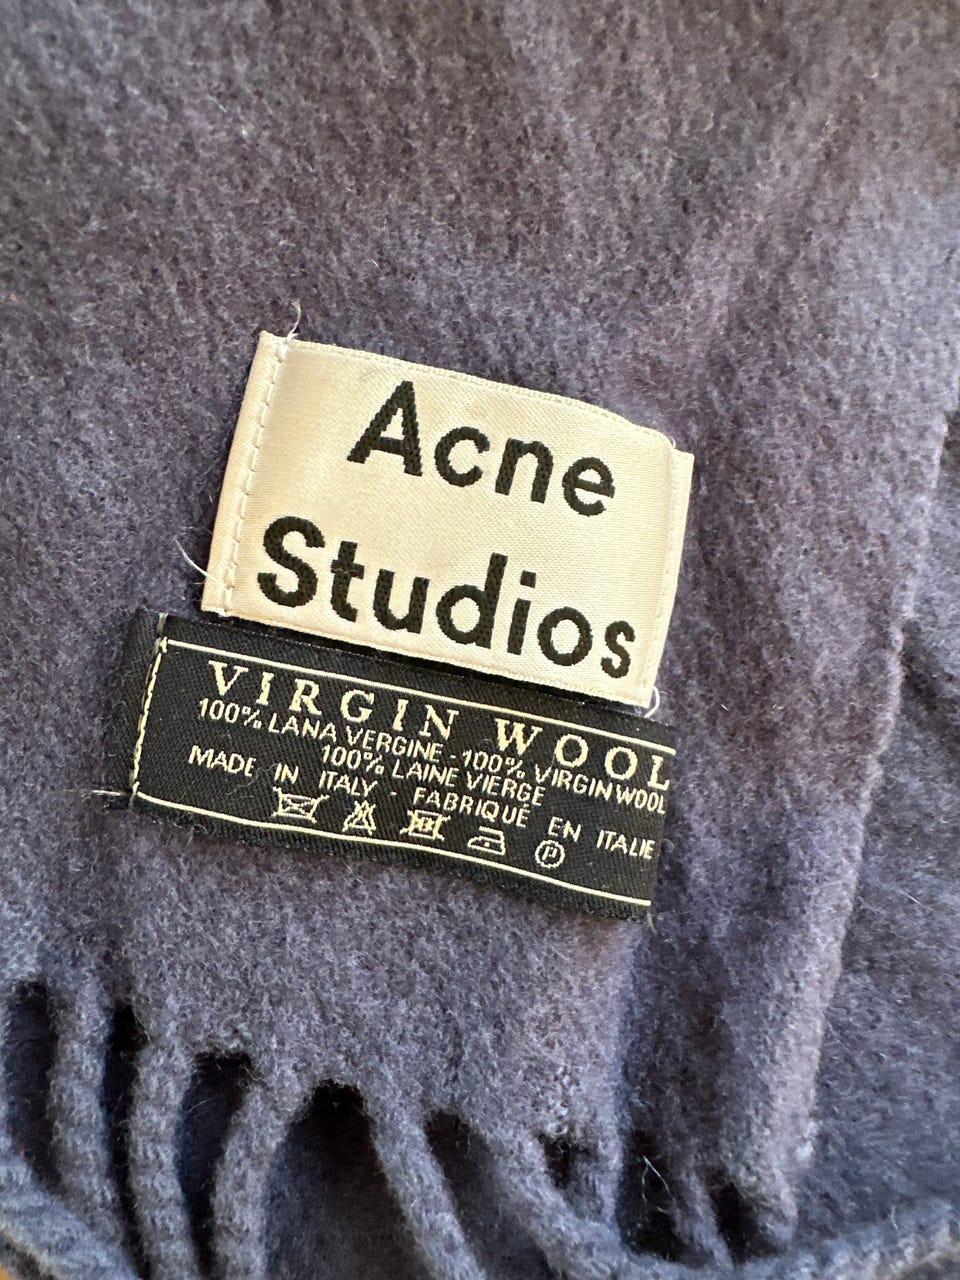 Acne
Studios
VIRGIN WOOL
100% LANA VERGINE - 100% VIRGIN WOOL
100% LAINE VIERGE
MADE IN ITALY - FABRIQUÉ EN ITALIE
P